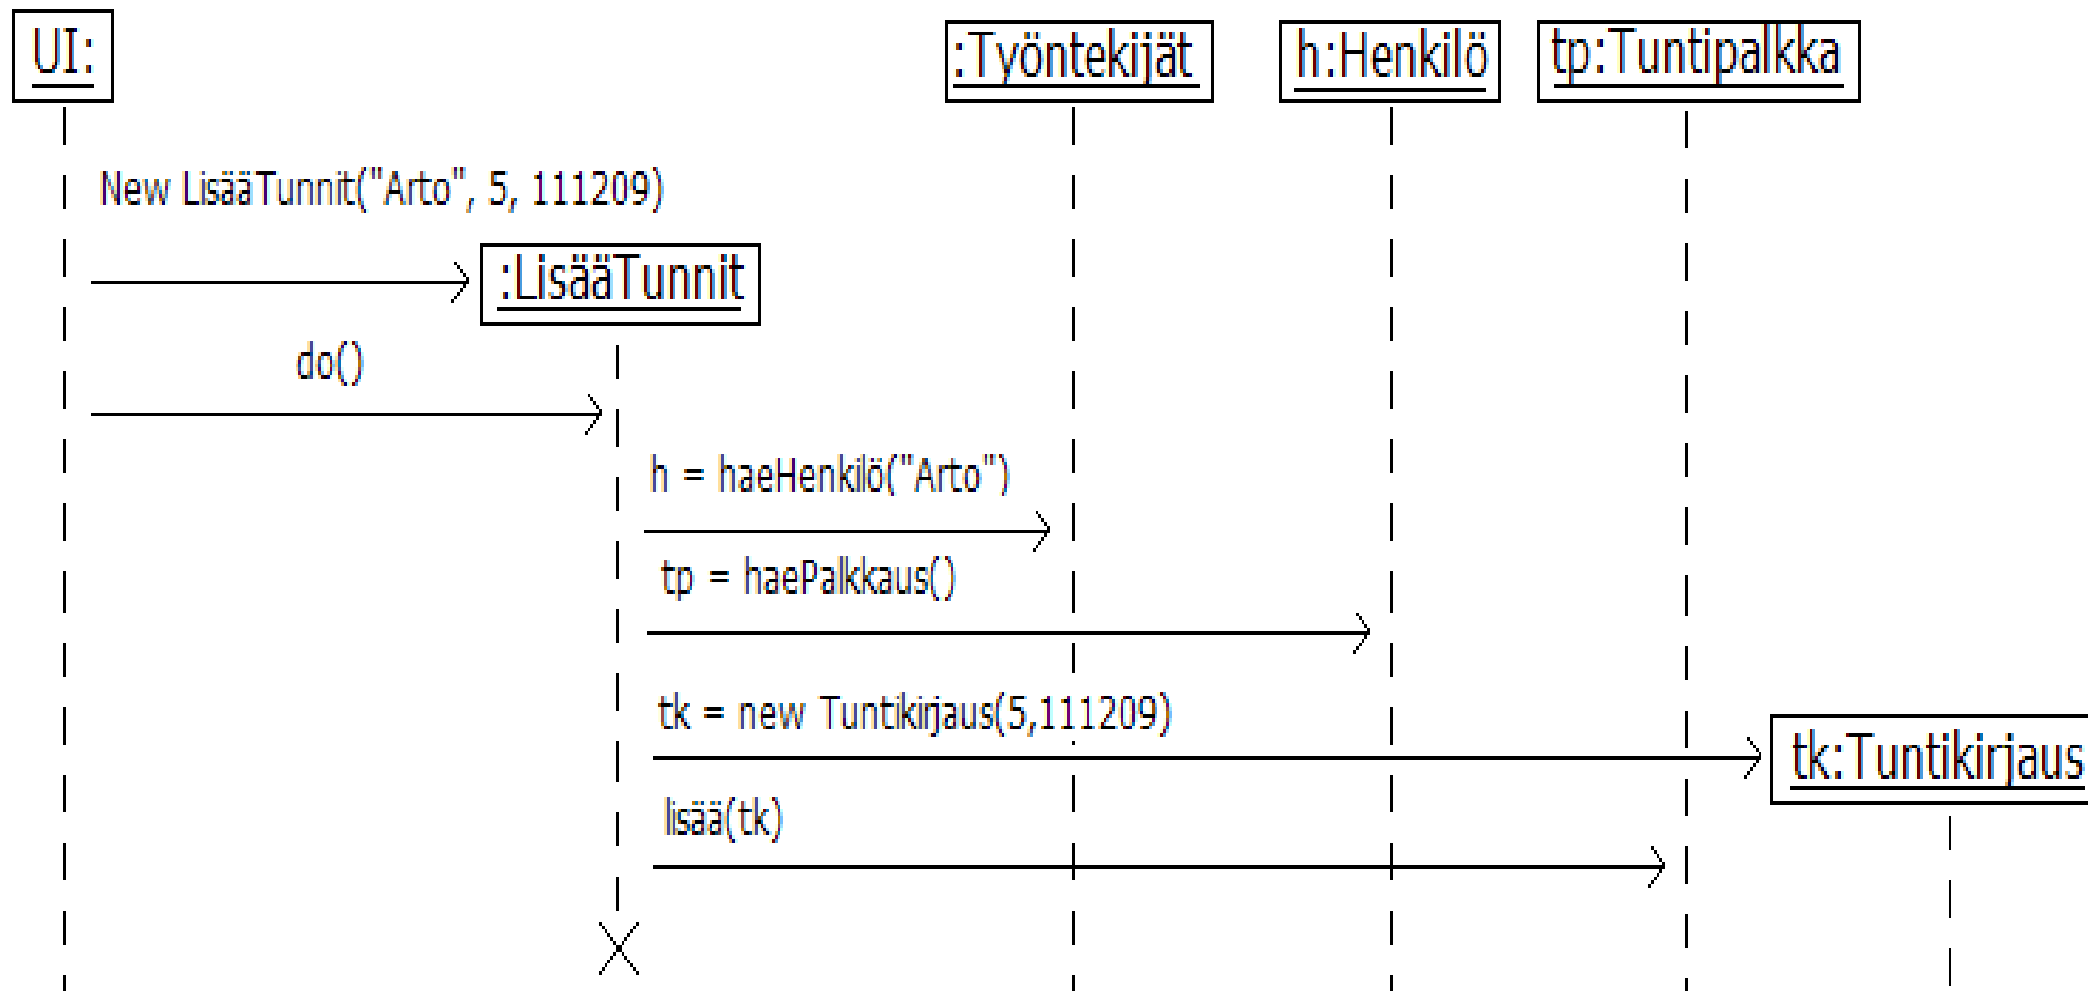 UI:
:Työntekijät
h:Henkilö
tp:Tuntipalkka
New LisääTunnit("Arto", 5, 111209)
:LisääTunnit
do()
h = haeHenkilö("Arto")
tp = haePalkkaus()
tk = new Tuntikirjaus(5,111209)
tk:Tuntikirjaus
lisää(tk)